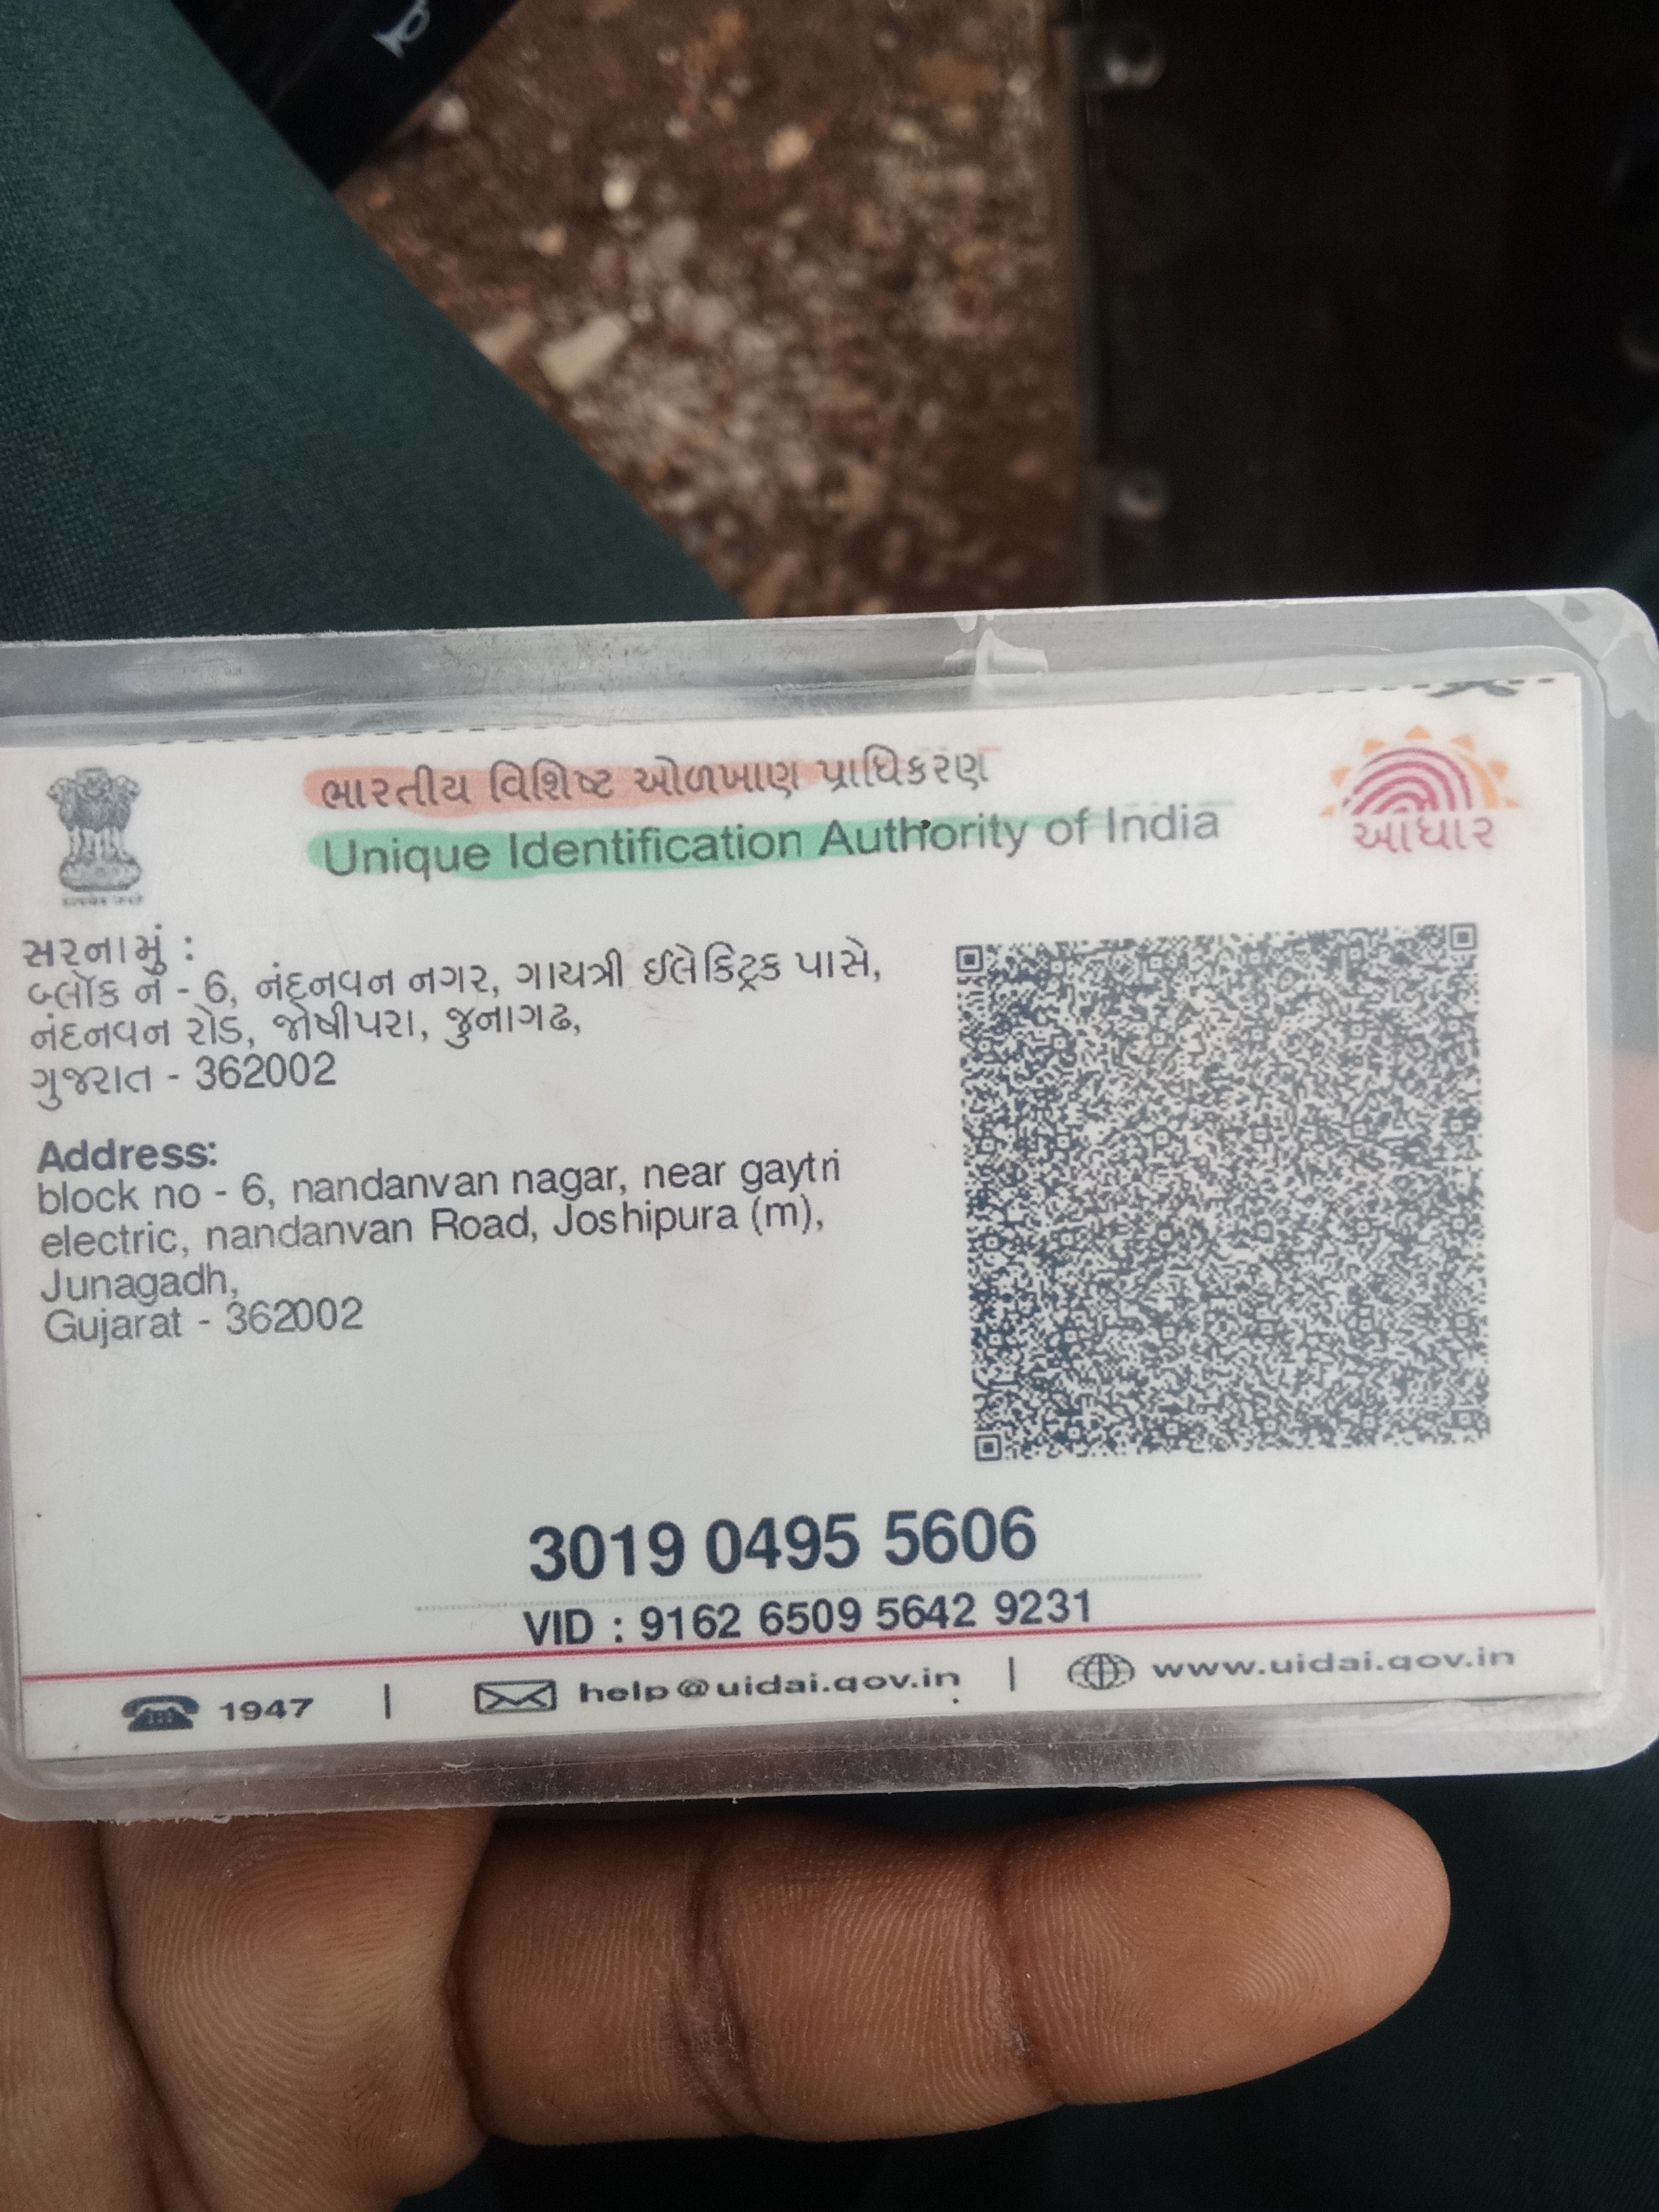 ભારતીય વિશિષ્ટ ઓળખાણ પ્રાધિકરણ
Unique Identification Authority of India
આધાર
સરનામું :
બ્લૉક નં - 6, નંદનવન નગર, ગાયત્રી ઈલેકિટ્રક પાસે,
નંદનવન રોડ, જોષીપરા, જુનાગઢ,
ગુજરાત - 362002
Address:
block no - 6, nandanvan nagar, near gaytri
electric, nandanvan Road, Joshipura (m),
Junagadh,
Gujarat - 362002
3019 0495 5606
VID : 9162 6509 5642 9231
1947 | help@uidai.gov.in | www.uidai.gov.in